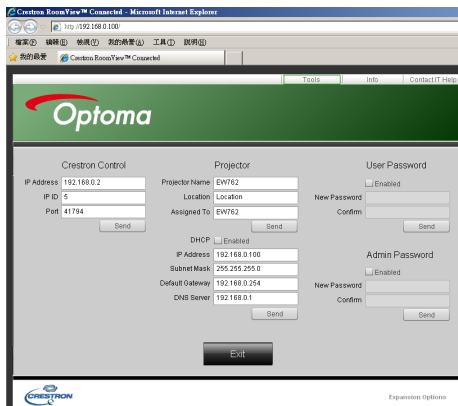 Crestron RoomView™ Connected - Microsoft Internet Explorer
http://192.168.0.100/
檔案(F) 編輯(E) 檢視(V) 我的最愛(A) 工具(T) 說明(H)
我的最愛 Crestron RoomView™ Connected
Tools Info Contact IT Help
Optoma
Crestron Control
IP Address 192.168.0.2
IP ID 5
Port 41794
Send
Projector
Projector Name EW762
Location Location
Assigned To EW762
Send
DHCP Enabled
IP Address 192.168.0.100
Subnet Mask 255.255.255.0
Default Gateway 192.168.0.254
DNS Server 192.168.0.1
Send
User Password
Enabled
New Password
Confirm
Send
Admin Password
Enabled
New Password
Confirm
Send
Exit
CRESTRON
Expansion Options